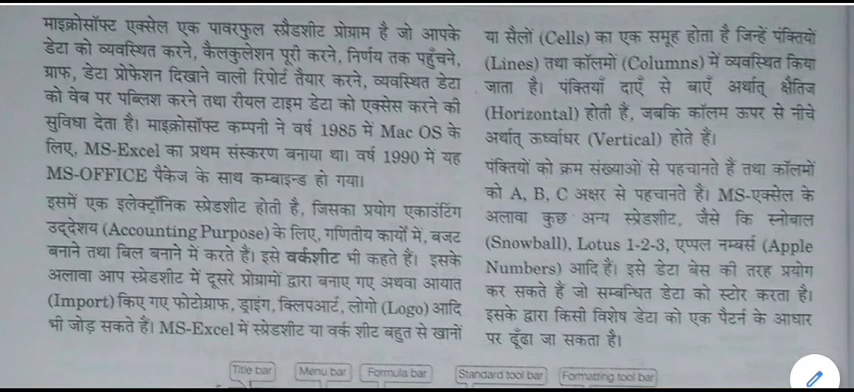 माइक्रोसॉफ्ट एक्सेल एक पावरफुल स्प्रैडशीट प्रोग्राम है जो आपके
डेटा को व्यवस्थित करने, कैलकुलेशन पूरी करने, निर्णय तक पहुँचने,
ग्राफ, डेटा प्रोफेशन दिखाने वाली रिपोर्ट तैयार करने, व्यवस्थित डेटा
को वेब पर पब्लिश करने तथा रीयल टाइम डेटा को एक्सेस करने की
सुविधा देता है। माइक्रोसॉफ्ट कम्पनी ने वर्ष 1985 में Mac OS के
लिए, MS-Excel का प्रथम संस्करण बनाया था। वर्ष 1990 में यह
MS-OFFICE पैकेज के साथ कम्बाइन्ड हो गया।
इसमें एक इलेक्ट्रॉनिक स्प्रेडशीट होती है, जिसका प्रयोग एकाउंटिंग
उद्देशय (Accounting Purpose) के लिए, गणितीय कार्यों में, बजट
बनाने तथा बिल बनाने में करते हैं। इसे वर्कशीट भी कहते हैं। इसके
अलावा आप स्प्रेडशीट में दूसरे प्रोग्रामों द्वारा बनाए गए अथवा आयात
(Import) किए गए फोटोग्राफ, ड्राइंग, क्लिपआर्ट, लोगो (Logo) आदि
भी जोड़ सकते हैं। MS-Excel में स्प्रेडशीट या वर्क शीट बहुत से खानों
या सैलों (Cells) का एक समूह होता है जिन्हें पंक्तियों
(Lines) तथा कॉलमों (Columns) में व्यवस्थित किया
जाता है। पंक्तियाँ दाएँ से बाएँ अर्थात् क्षैतिज
(Horizontal) होती हैं, जबकि कॉलम ऊपर से नीचे
अर्थात् ऊर्ध्वाधर (Vertical) होते हैं।
पंक्तियों को क्रम संख्याओं से पहचानते हैं तथा कॉलमों
को A, B, C अक्षर से पहचानते है। MS-एक्सेल के
अलावा कुछ अन्य स्प्रेडशीट, जैसे कि स्नोबाल
(Snowball), Lotus 1-2-3, एप्पल नम्बर्स (Apple
Numbers) आदि हैं। इसे डेटा बेस की तरह प्रयोग
कर सकते हैं जो सम्बन्धित डेटा को स्टोर करता है।
इसके द्वारा किसी विशेष डेटा को एक पैटर्न के आधार
पर ढूँढा जा सकता है।
Title bar Menu bar Formula bar Standard tool bar Formatting tool bar